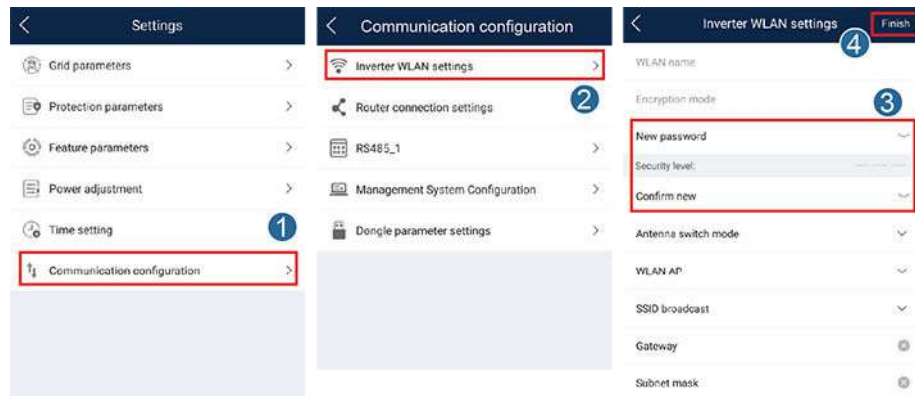 Settings
Grid parameters
Protection parameters
Feature parameters
Power adjustment
Time setting
1
Communication configuration
Communication configuration
Inverter WLAN settings
2
Router connection settings
RS485_1
Management System Configuration
Dongle parameter settings
Inverter WLAN settings
Finish
4
WLAN name
Encryption mode
3
New password
Security level:
Confirm new
Antenna switch mode
WLAN AP
SSID broadcast
Gateway
Subnet mask